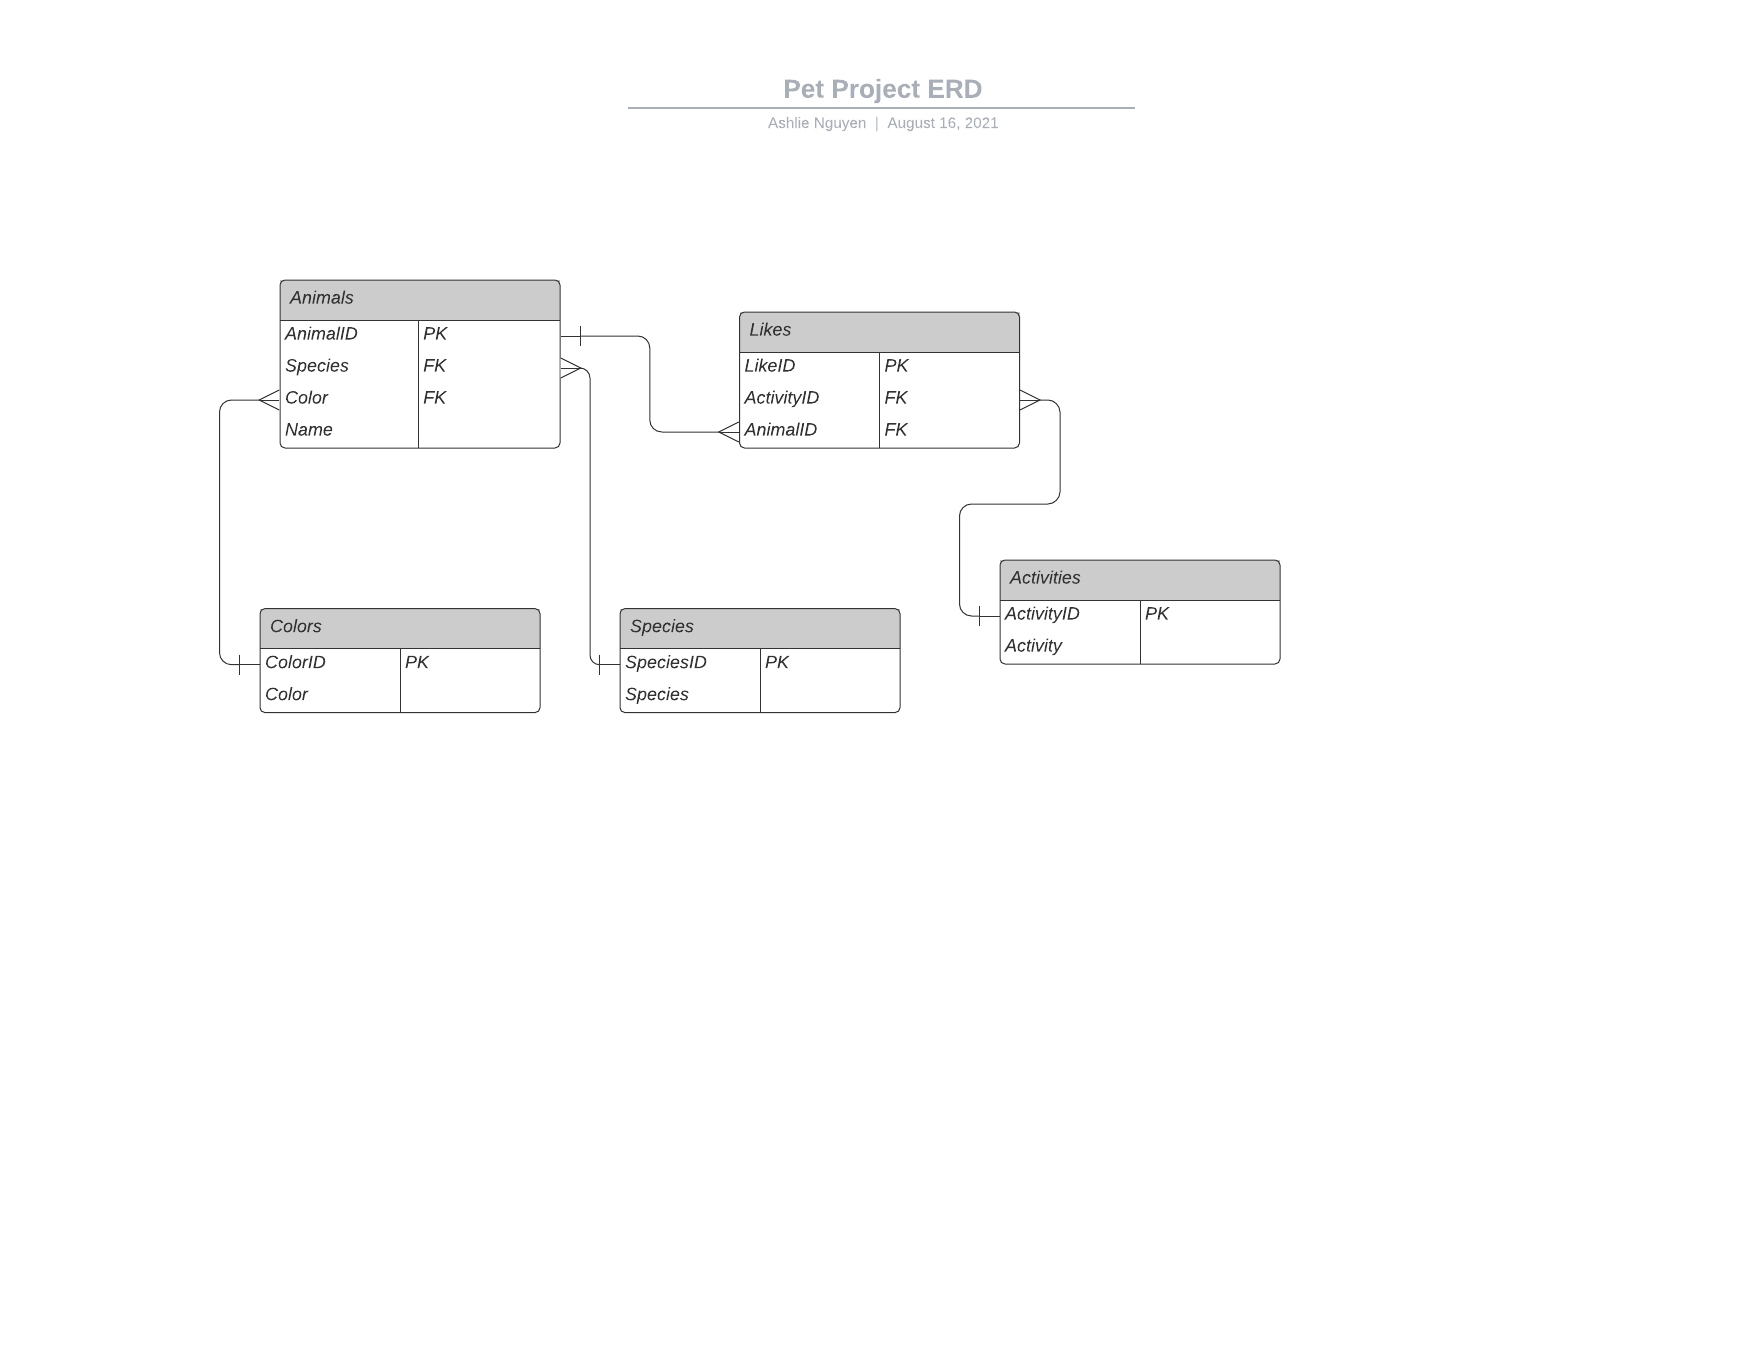 Pet Project ERD
Ashlie Nguyen | August 16, 2021
Animals
AnimalID PK
Species FK
Color FK
Name
Likes
LikeID PK
ActivityID FK
AnimalID FK
Colors
ColorID PK
Color
Species
SpeciesID PK
Species
Activities
ActivityID PK
Activity